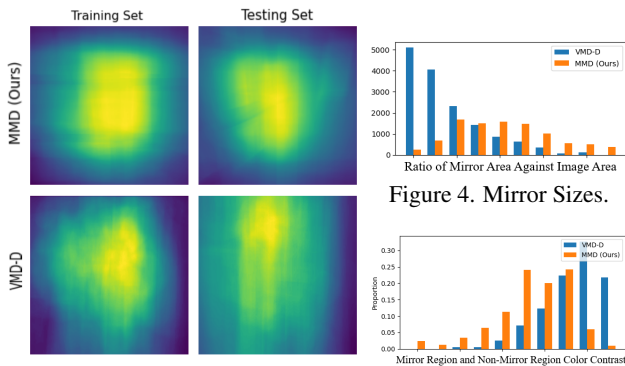 Training Set
Testing Set
MMD (Ours)
VMD-D
5000
4000
3000
2000
1000
0
VMD-D
MMD (Ours)
Ratio of Mirror Area Against Image Area
Figure 4. Mirror Sizes.
Proportion
0.30
0.25
0.20
0.15
0.10
0.05
0.00
VMD-D
MMD (Ours)
Mirror Region and Non-Mirror Region Color Contrast